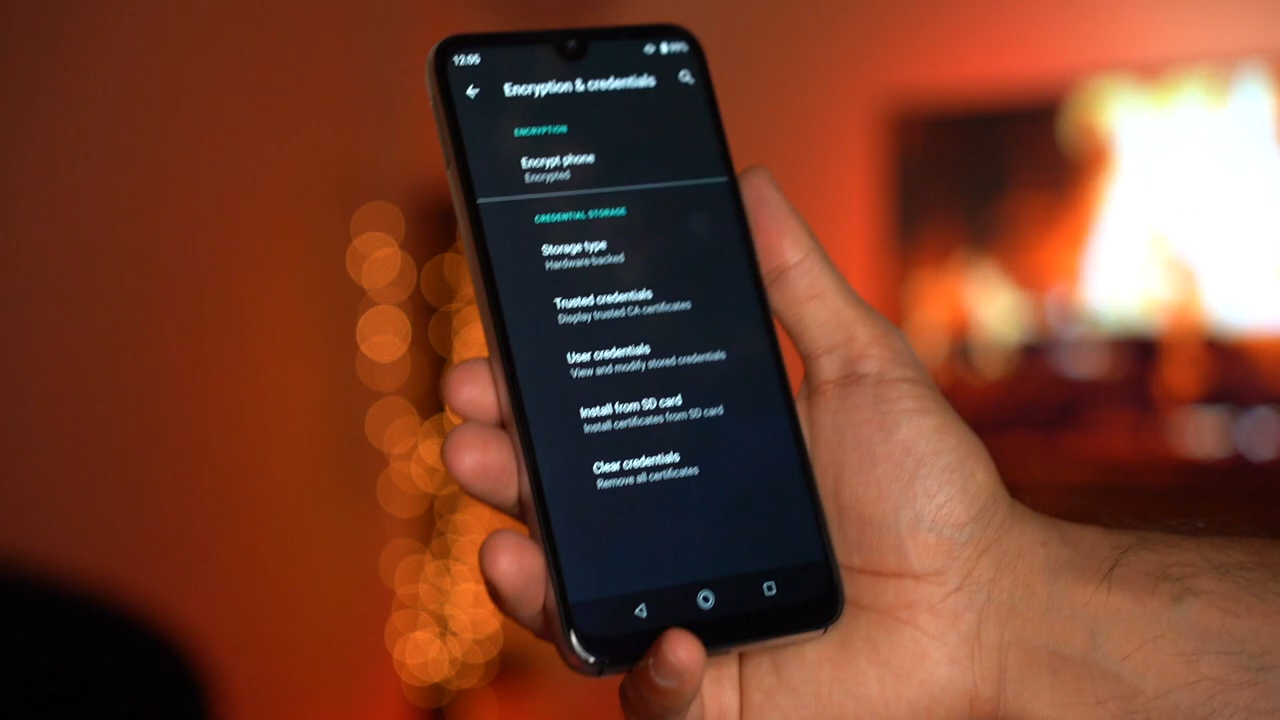 12:05
Encryption & credentials
ENCRYPTION
Encrypt phone
Encrypted
CREDENTIAL STORAGE
Storage type
Hardware-backed
Trusted credentials
Display trusted CA certificates
User credentials
View and modify stored credentials
Install from SD card
Install certificates from SD card
Clear credentials
Remove all certificates